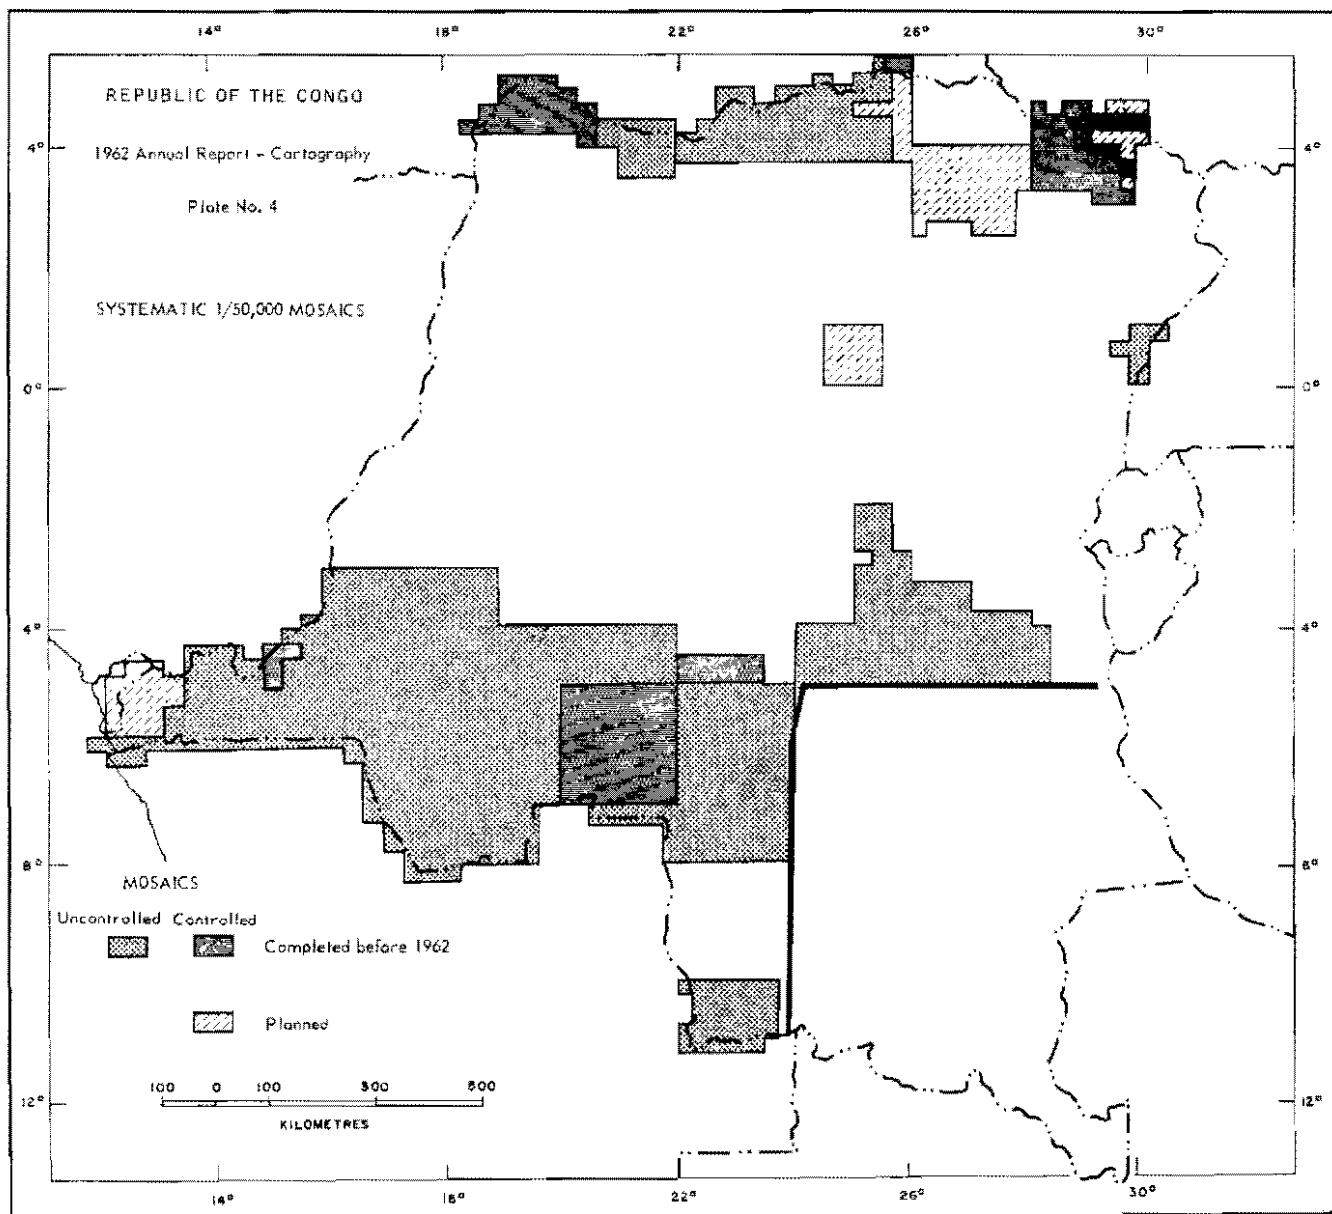 14° 18° 22° 26° 30°
REPUBLIC OF THE CONGO
1962 Annual Report - Cartography
4° 4°
Plate No. 4
SYSTEMATIC 1/50,000 MOSAICS
0° 0°
4° 4°
8° 8°
MOSAICS
Uncontrolled Controlled
Completed before 1962
Planned
100 0 100 300 500
12° 12°
KILOMETRES
14° 18° 22° 26° 30°